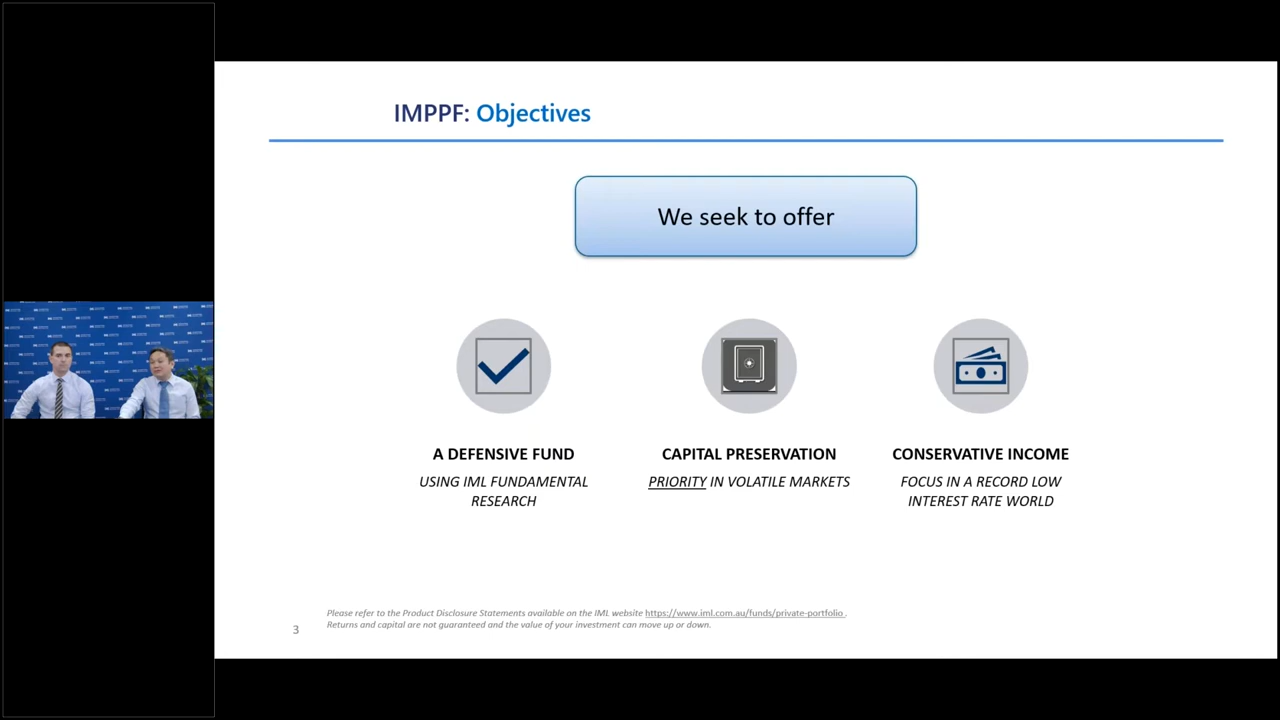 IMPPF: Objectives
We seek to offer
A DEFENSIVE FUND
USING IML FUNDAMENTAL
RESEARCH
CAPITAL PRESERVATION
PRIORITY IN VOLATILE MARKETS
CONSERVATIVE INCOME
FOCUS IN A RECORD LOW
INTEREST RATE WORLD
Please refer to the Product Disclosure Statements available on the IML website https://www.iml.com.au/funds/private-portfolio .
Returns and capital are not guaranteed and the value of your investment can move up or down.
3